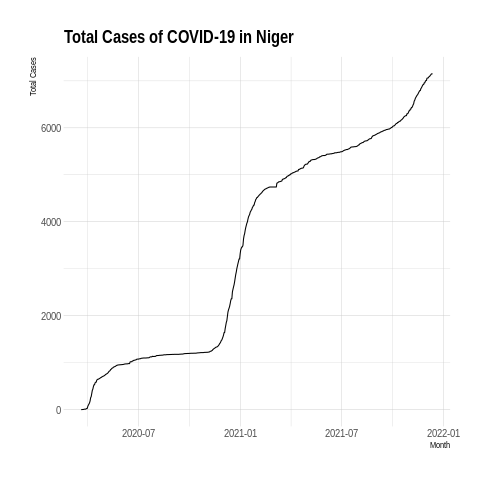 Total Cases of COVID-19 in Niger
Total Cases
6000
4000
2000
0
2020-07
2021-01
2021-07
2022-01
Month